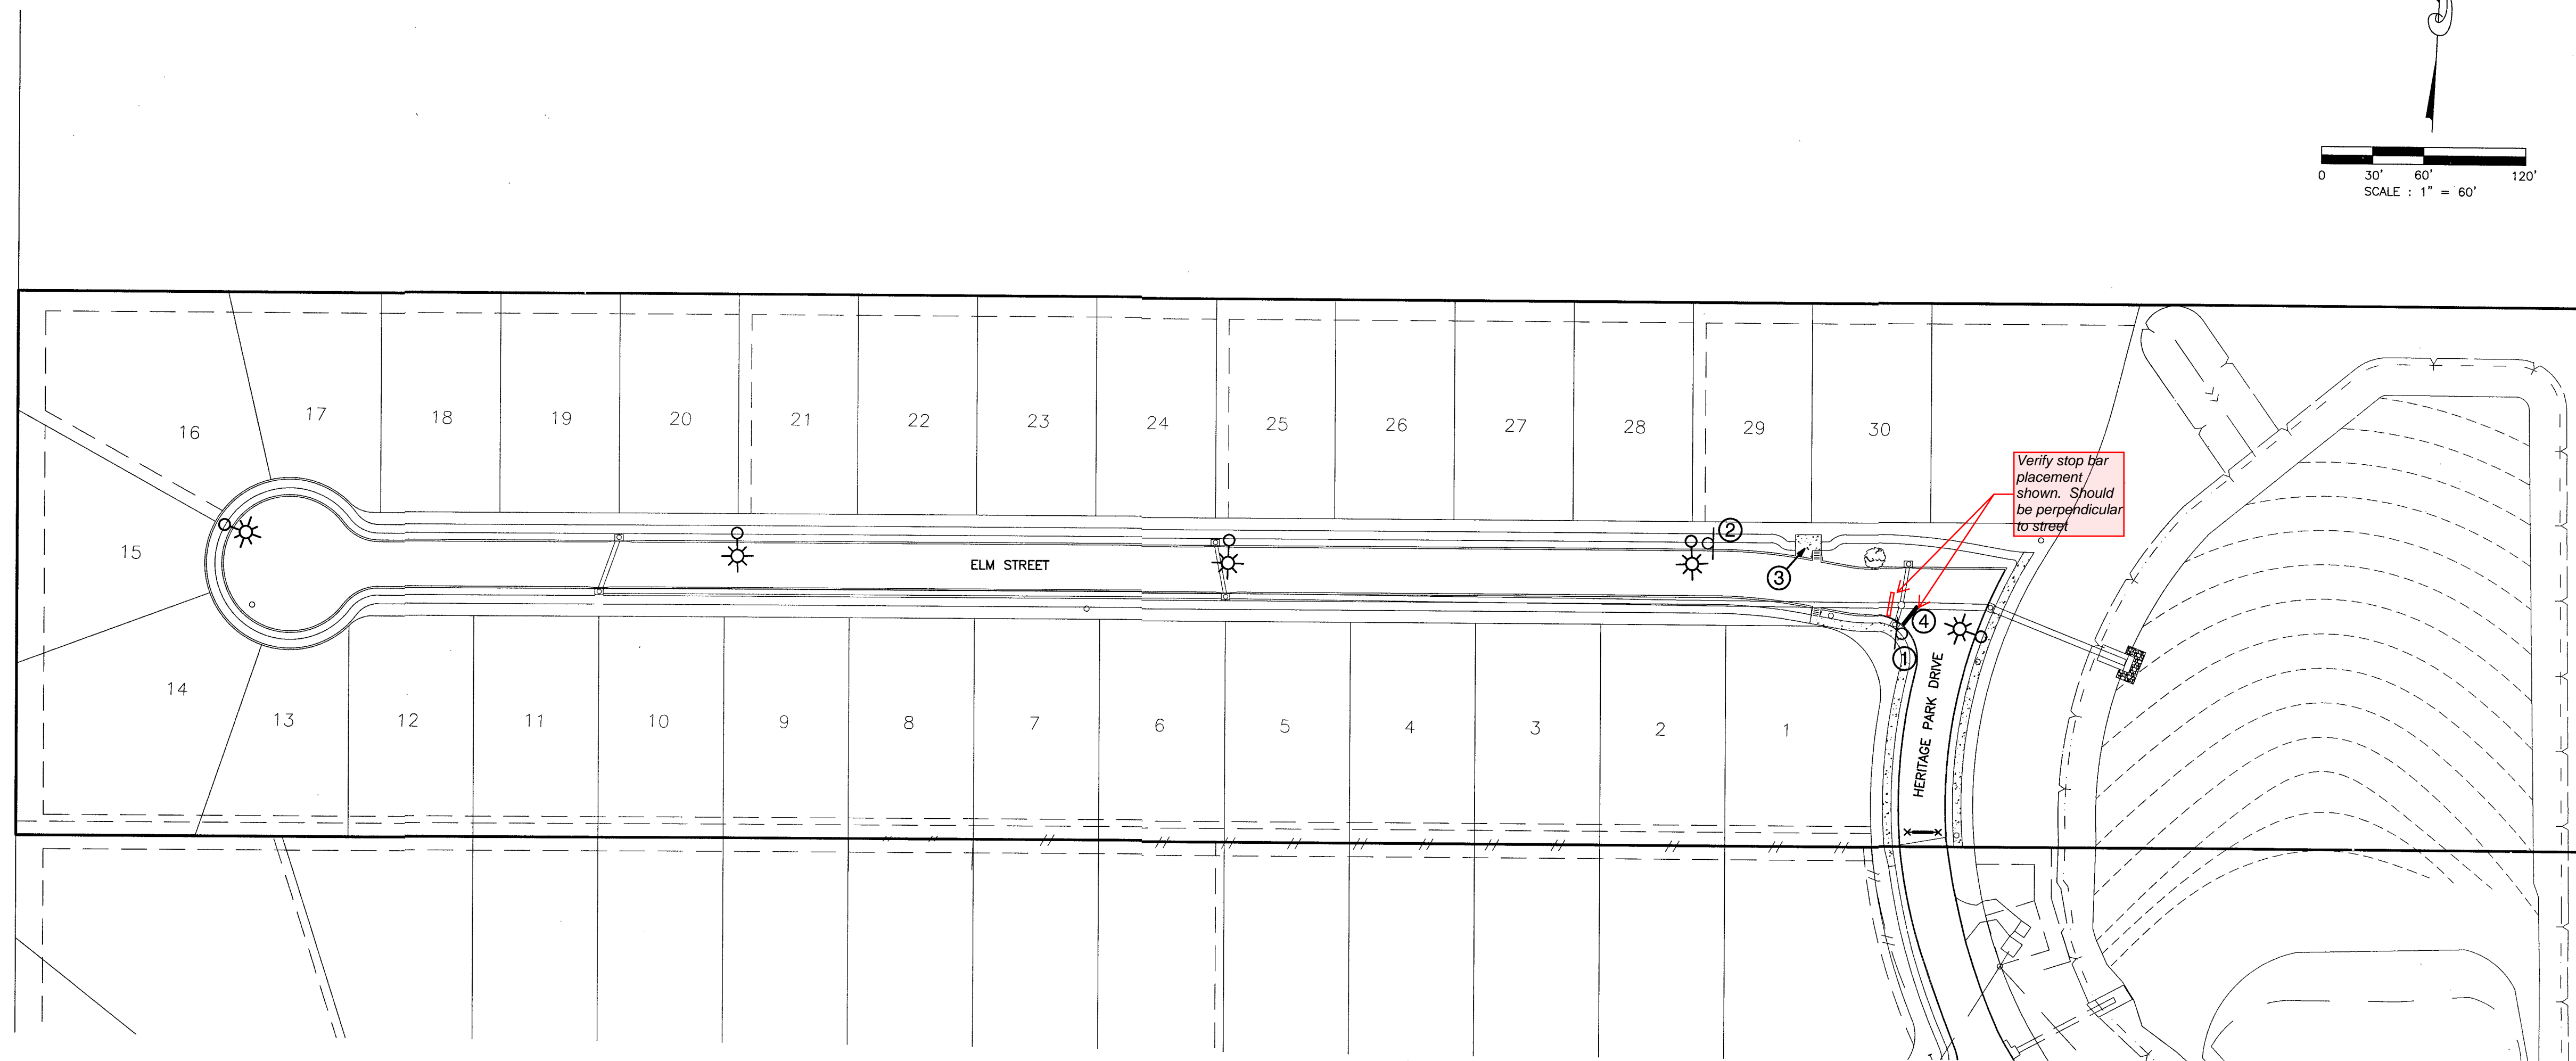 0 30' 60' 120'
SCALE : 1" = 60'
Verify stop bar
placement
shown. Should
be perpendicular
to street
16 17 18 19 20 21 22 23 24 25 26 27 28 29 30
15
ELM STREET
2
3
4
1
HERITAGE PARK DRIVE
14 13 12 11 10 9 8 7 6 5 4 3 2 1